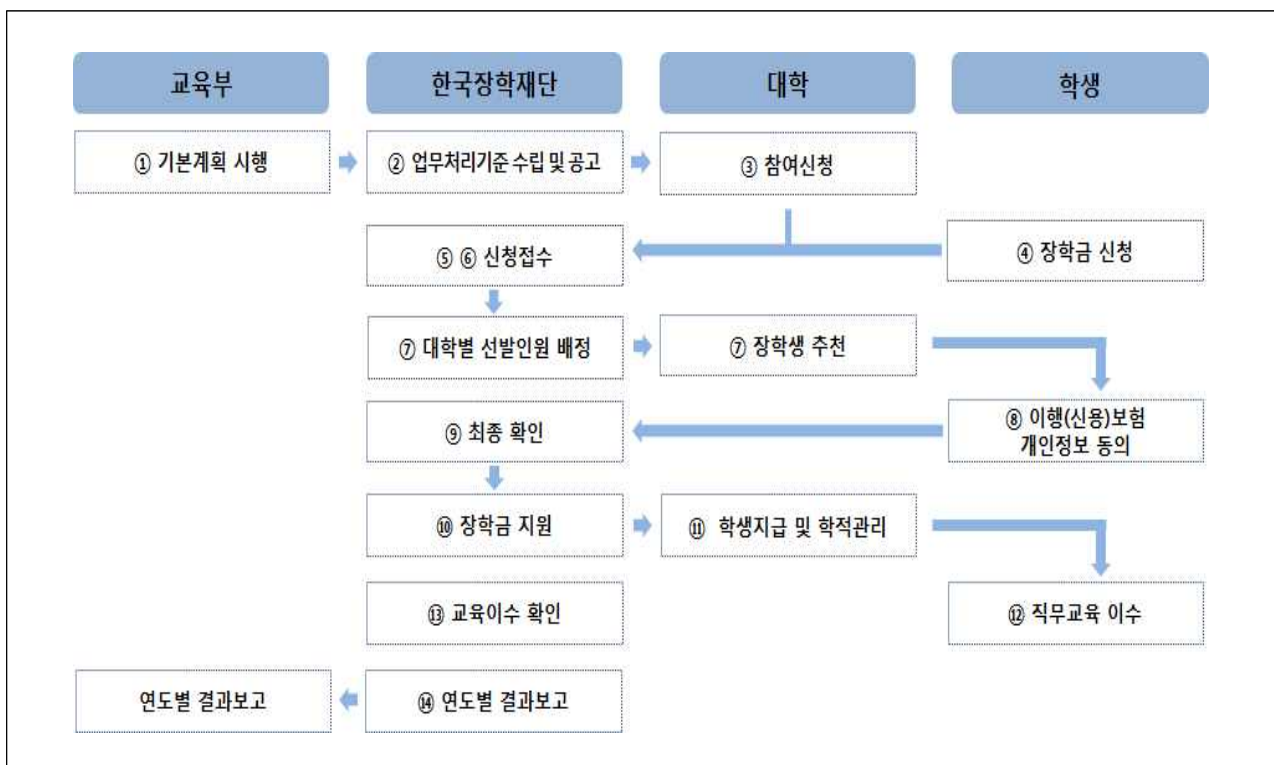 교육부
한국장학재단
대학
학생
① 기본계획 시행
② 업무처리기준 수립 및 공고
③ 참여신청
⑤ ⑥ 신청접수
④ 장학금 신청
⑦ 대학별 선발인원 배정
⑦ 장학생 추천
⑨ 최종 확인
⑧ 이행(신용)보험
개인정보 동의
⑩ 장학금 지원
⑪ 학생지급 및 학적관리
⑬ 교육이수 확인
⑫ 직무교육 이수
연도별 결과보고
⑭ 연도별 결과보고